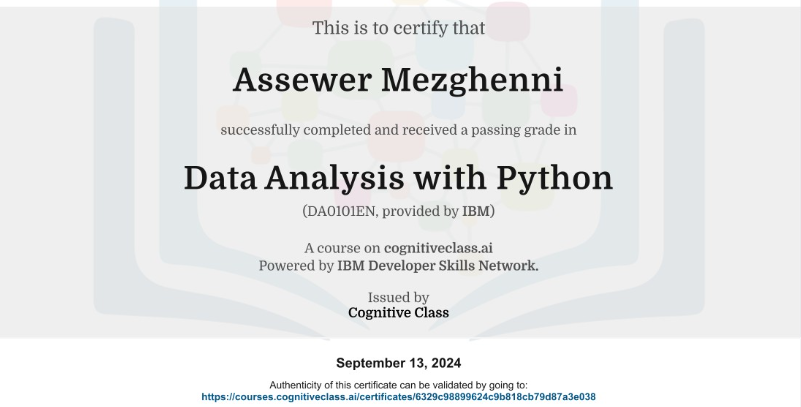 This is to certify that
Assewer Mezghenni
successfully completed and received a passing grade in
Data Analysis with Python
(DA0101EN, provided by IBM)
A course on cognitiveclass.ai
Powered by IBM Developer Skills Network.
Issued by
Cognitive Class
September 13, 2024
Authenticity of this certificate can be validated by going to:
https://courses.cognitiveclass.ai/certificates/6329c98899624c9b818cb79d87a3e038